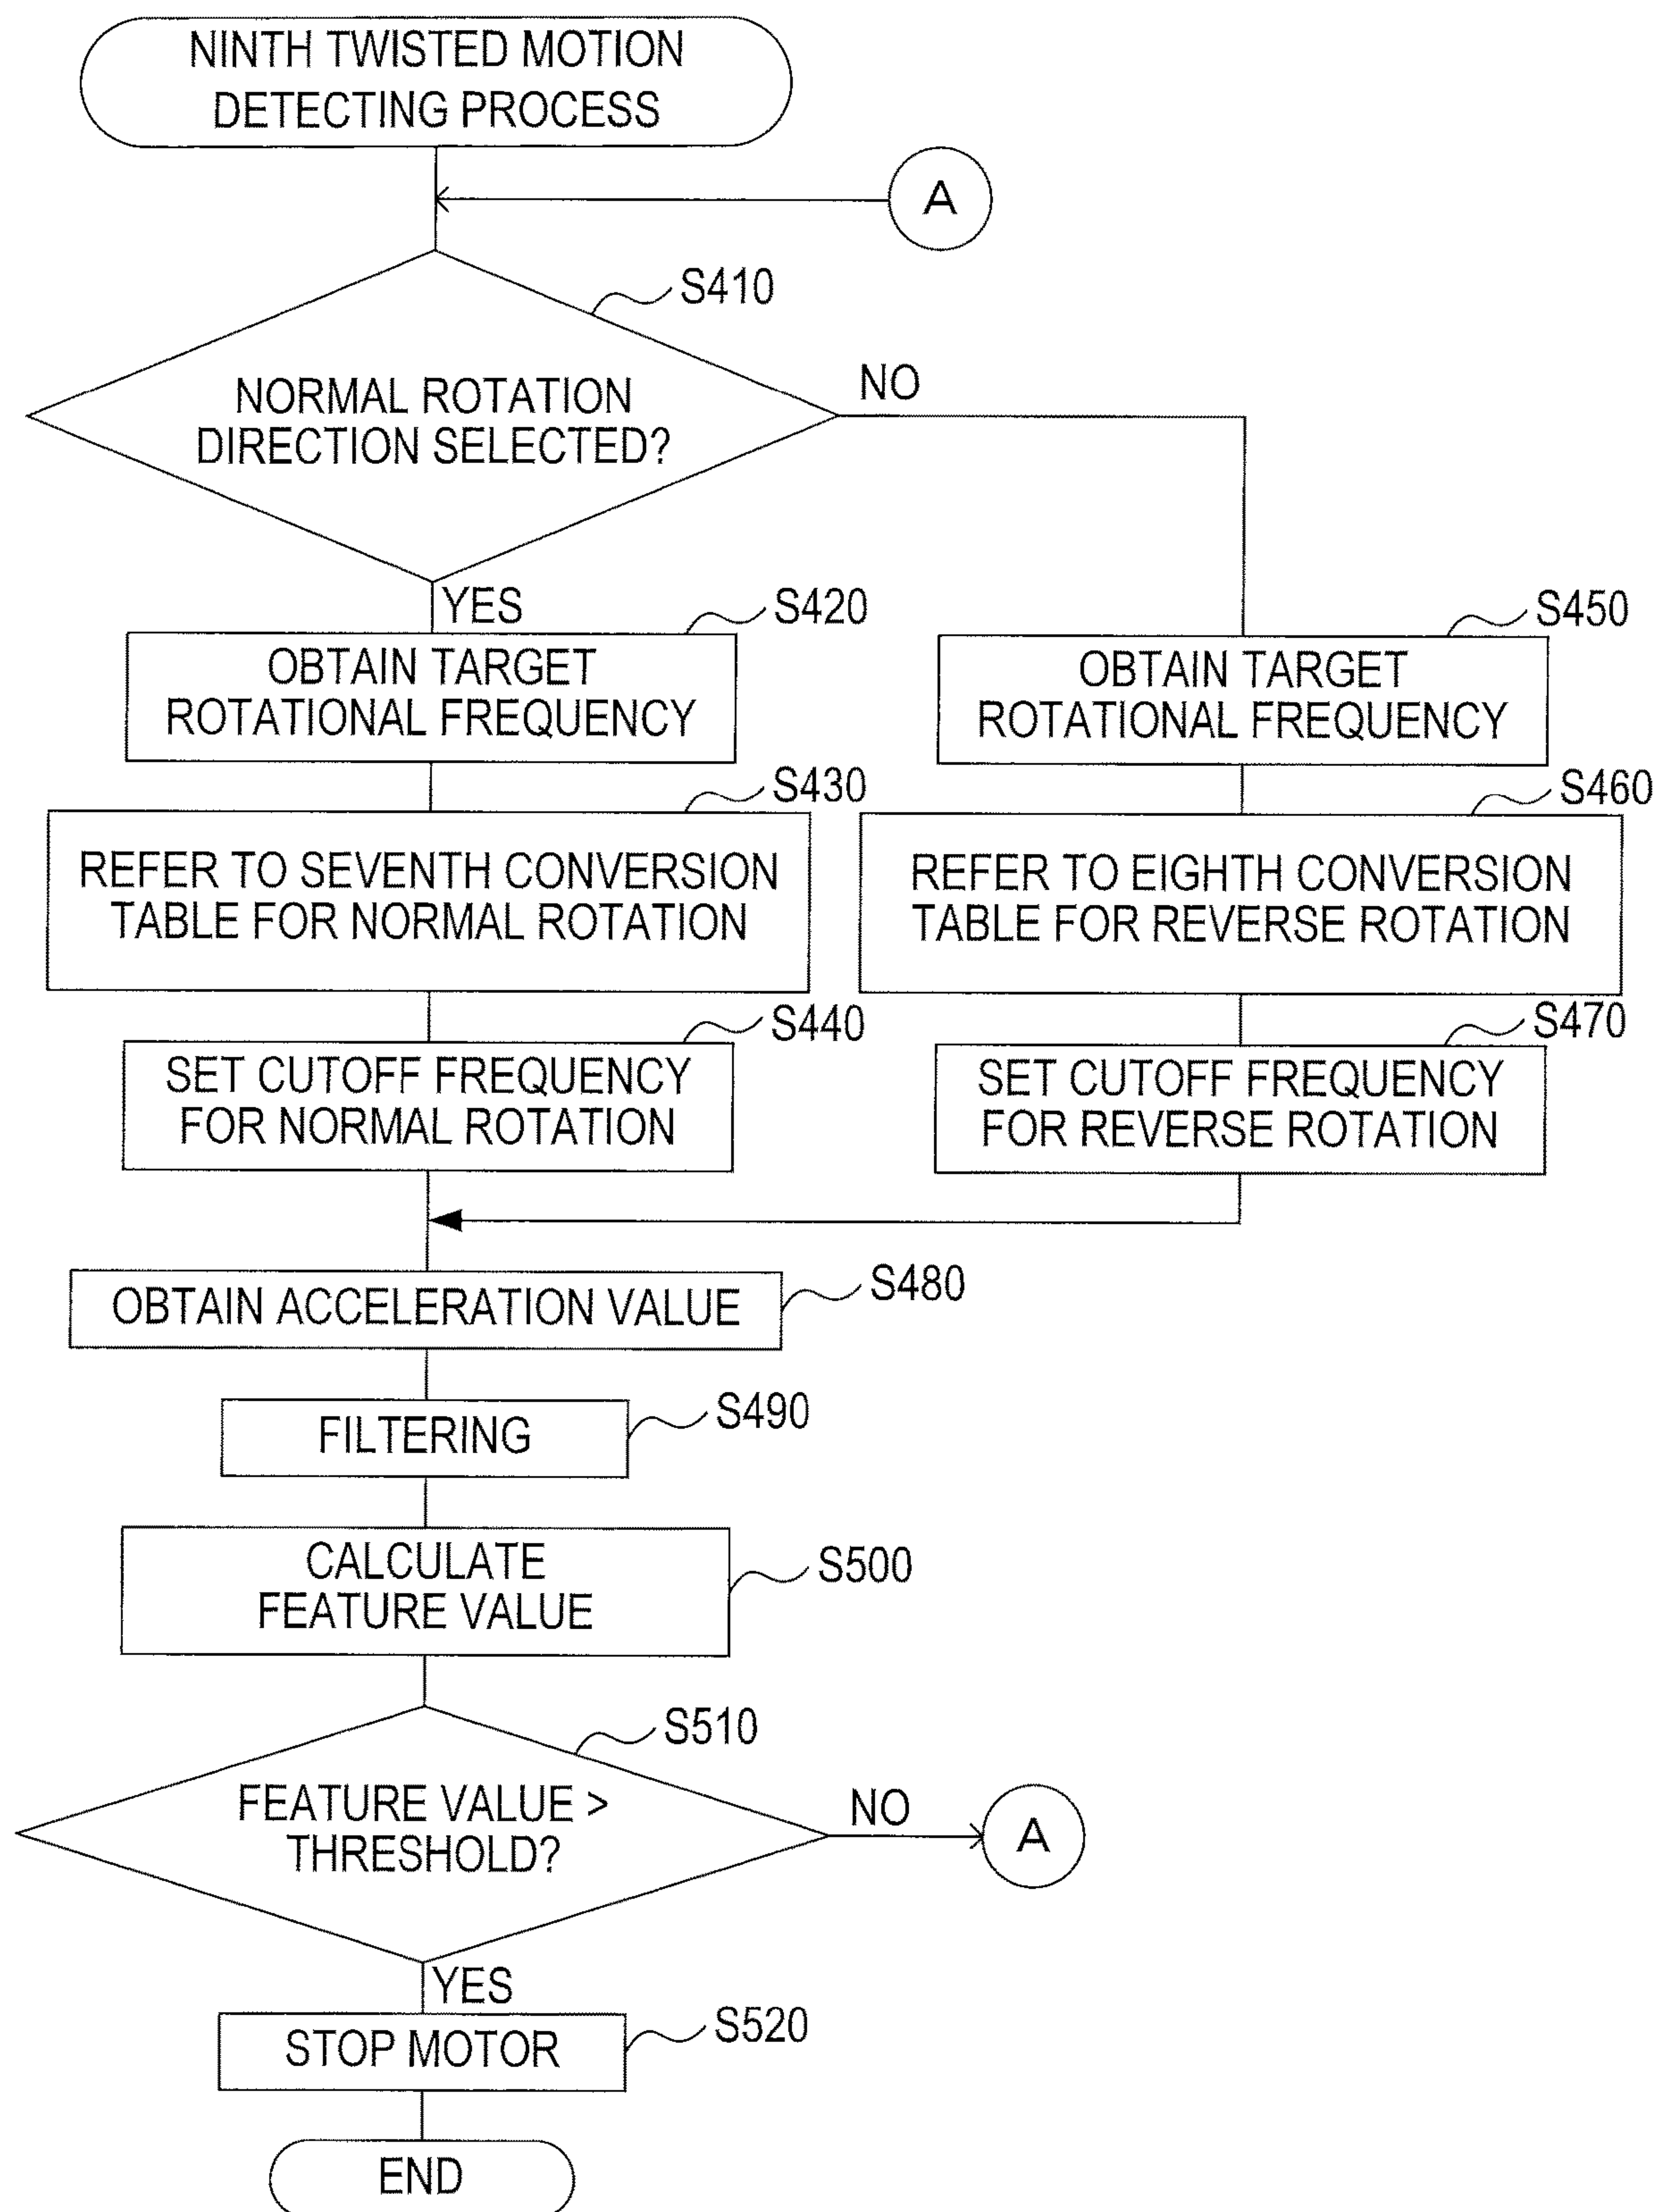 NINTH TWISTED MOTION
DETECTING PROCESS
A
S410
NORMAL ROTATION
DIRECTION SELECTED?
NO
YES
S420
OBTAIN TARGET
ROTATIONAL FREQUENCY
S430
REFER TO SEVENTH CONVERSION
TABLE FOR NORMAL ROTATION
S440
SET CUTOFF FREQUENCY
FOR NORMAL ROTATION
S450
OBTAIN TARGET
ROTATIONAL FREQUENCY
S460
REFER TO EIGHTH CONVERSION
TABLE FOR REVERSE ROTATION
S470
SET CUTOFF FREQUENCY
FOR REVERSE ROTATION
S480
OBTAIN ACCELERATION VALUE
S490
FILTERING
S500
CALCULATE
FEATURE VALUE
S510
FEATURE VALUE >
THRESHOLD?
NO
A
YES
S520
STOP MOTOR
END